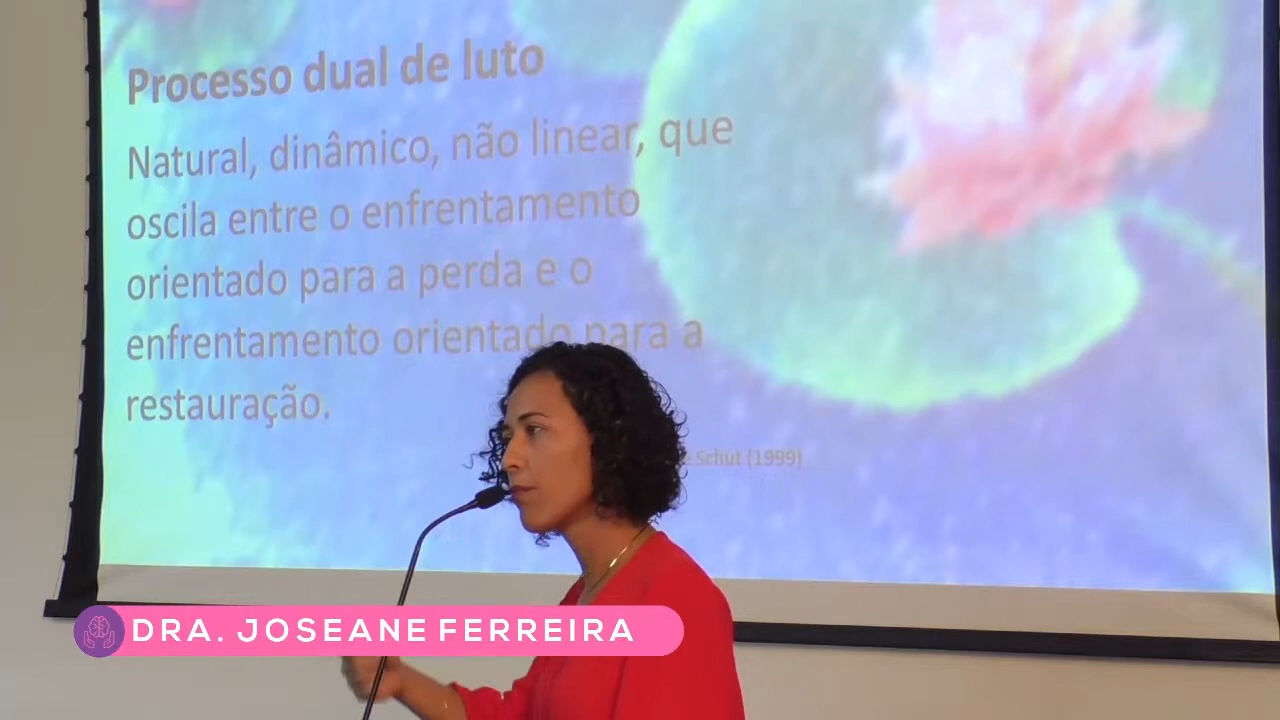 Processo dual de luto
Natural, dinâmico, não linear, que
oscila entre o enfrentamento
orientado para a perda e o
enfrentamento orientado para a
restauração.
Schut (1999)
DRA. JOSEANE FERREIRA